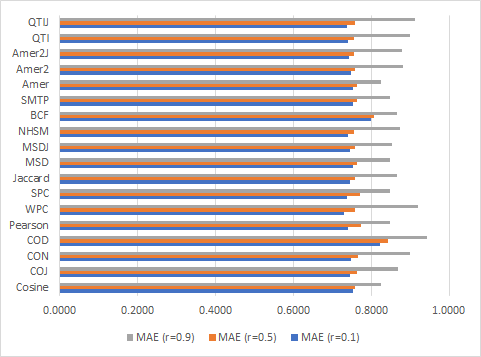 QTIJ
QTI
Amer2J
Amer2
Amer
SMTP
BCF
NHSM
MSDJ
MSD
Jaccard
SPC
WPC
Pearson
COD
CON
COJ
Cosine
0.0000 0.2000 0.4000 0.6000 0.8000 1.0000
MAE (r=0.9) MAE (r=0.5) MAE (r=0.1)